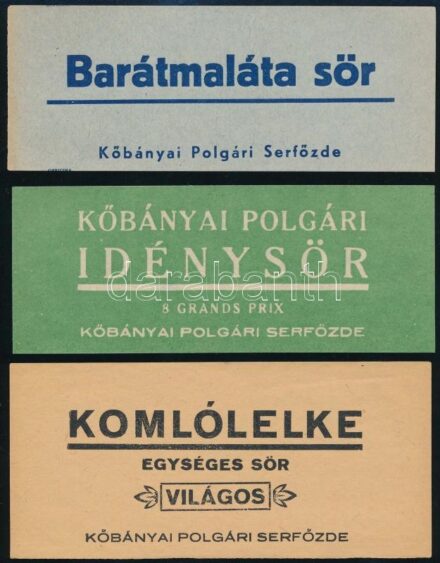 Barátmaláta sör
Kőbányai Polgári Serfőzde
KŐBÁNYAI POLGÁRI
IDÉNYSÖR
darabanth
8 GRANDS PRIX
KŐBÁNYAI POLGÁRI SERFŐZDE
KOMLÓLELKE
EGYSÉGES SÖR
VILÁGOS
KŐBÁNYAI POLGÁRI SERFŐZDE